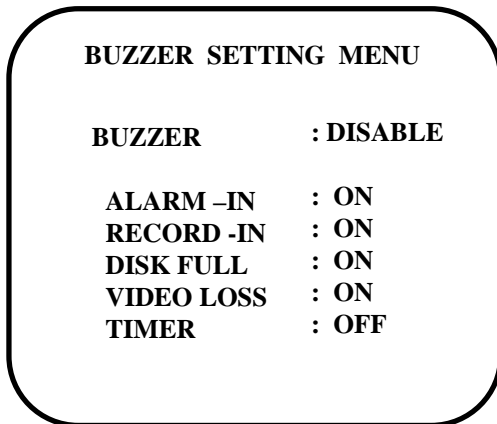 BUZZER SETTING MENU
BUZZER : DISABLE
ALARM –IN : ON
RECORD -IN : ON
DISK FULL : ON
VIDEO LOSS : ON
TIMER : OFF